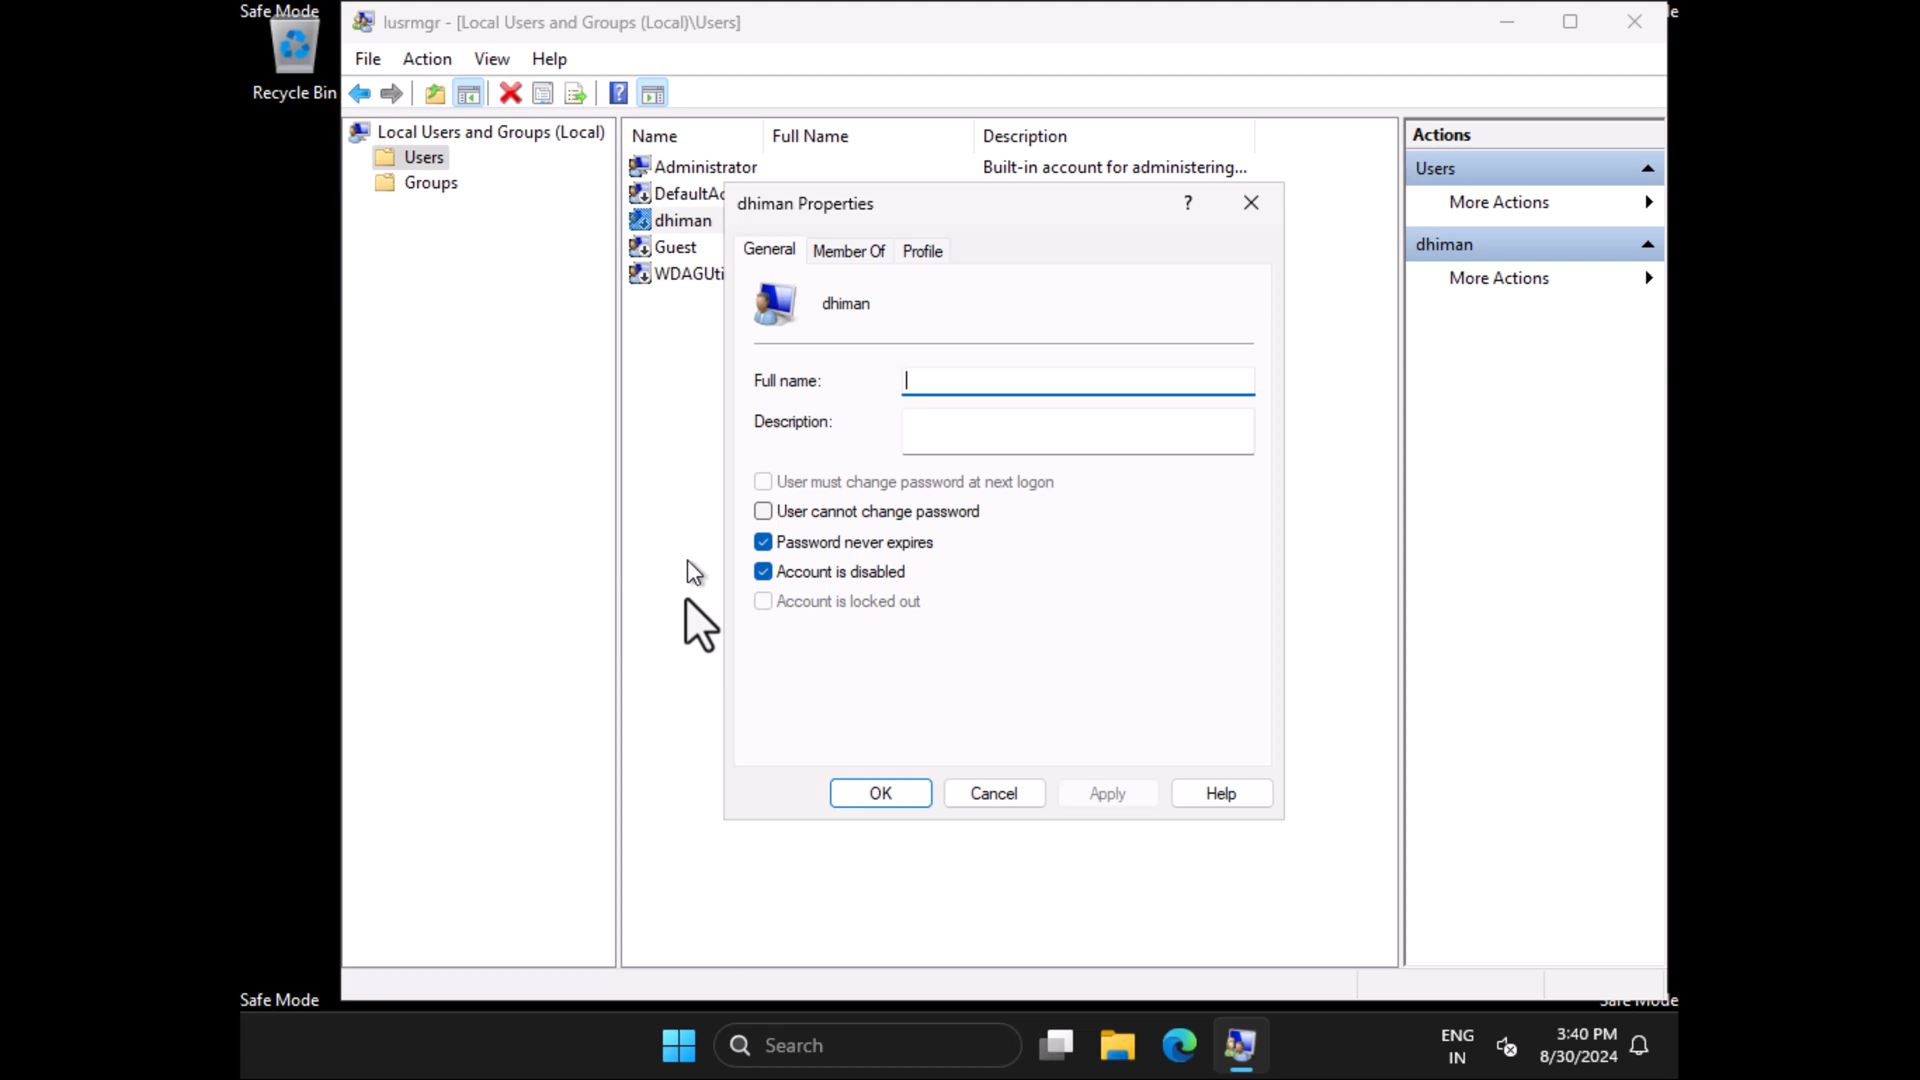 Safe Mode
Recycle Bin
lusrmgr - [Local Users and Groups (Local)\Users]
File Action View Help
Local Users and Groups (Local)
Users
Groups
Name Full Name Description
Administrator Built-in account for administering...
DefaultAc
dhiman
Guest
WDAGUti
dhiman Properties
?
General Member Of Profile
dhiman
Full name:
Description:
User must change password at next logon
User cannot change password
Password never expires
Account is disabled
Account is locked out
OK Cancel Apply Help
Actions
Users
More Actions
dhiman
More Actions
Safe Mode
Safe Mode
Search
ENG
IN
3:40 PM
8/30/2024